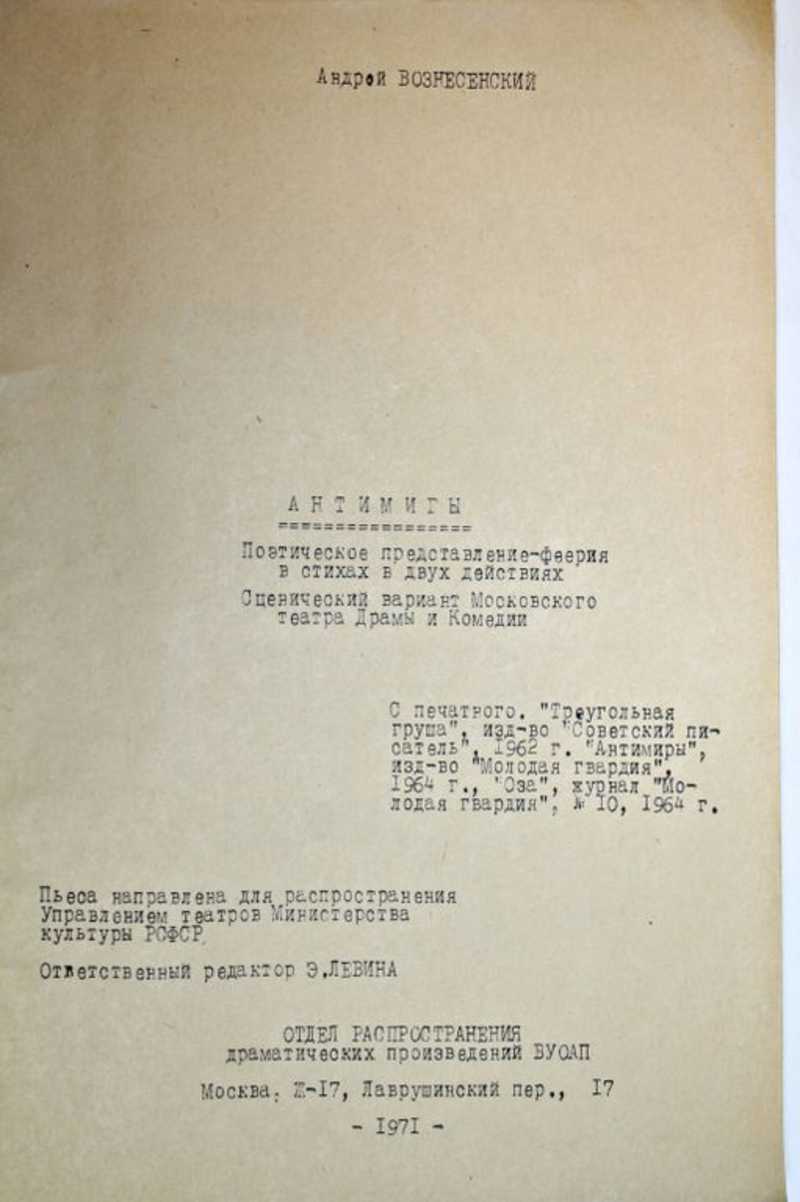 Андрей ВОЗНЕСЕНСКИЙ
АНТИМИРЫ
==================
Поэтическое представление-феерия
в стихах в двух действиях
Сценический вариант Московского
театра Драмы и Комедии
С печатного. "Треугольная
груша", изд-во "Советский пи-
сатель", 1962 г. "Антимиры",
изд-во "Молодая гвардия",
1964 г., "Оза", журнал "Мо-
лодая гвардия", № 10, 1964 г.
Пьеса направлена для распространения
Управлением театров Министерства
культуры РСФСР
Ответственный редактор Э.ЛЕВИНА
ОТДЕЛ РАСПРОСТРАНЕНИЯ
драматических произведений ВУОАП
Москва, Ж-17, Лаврушинский пер., 17
- 1971 -